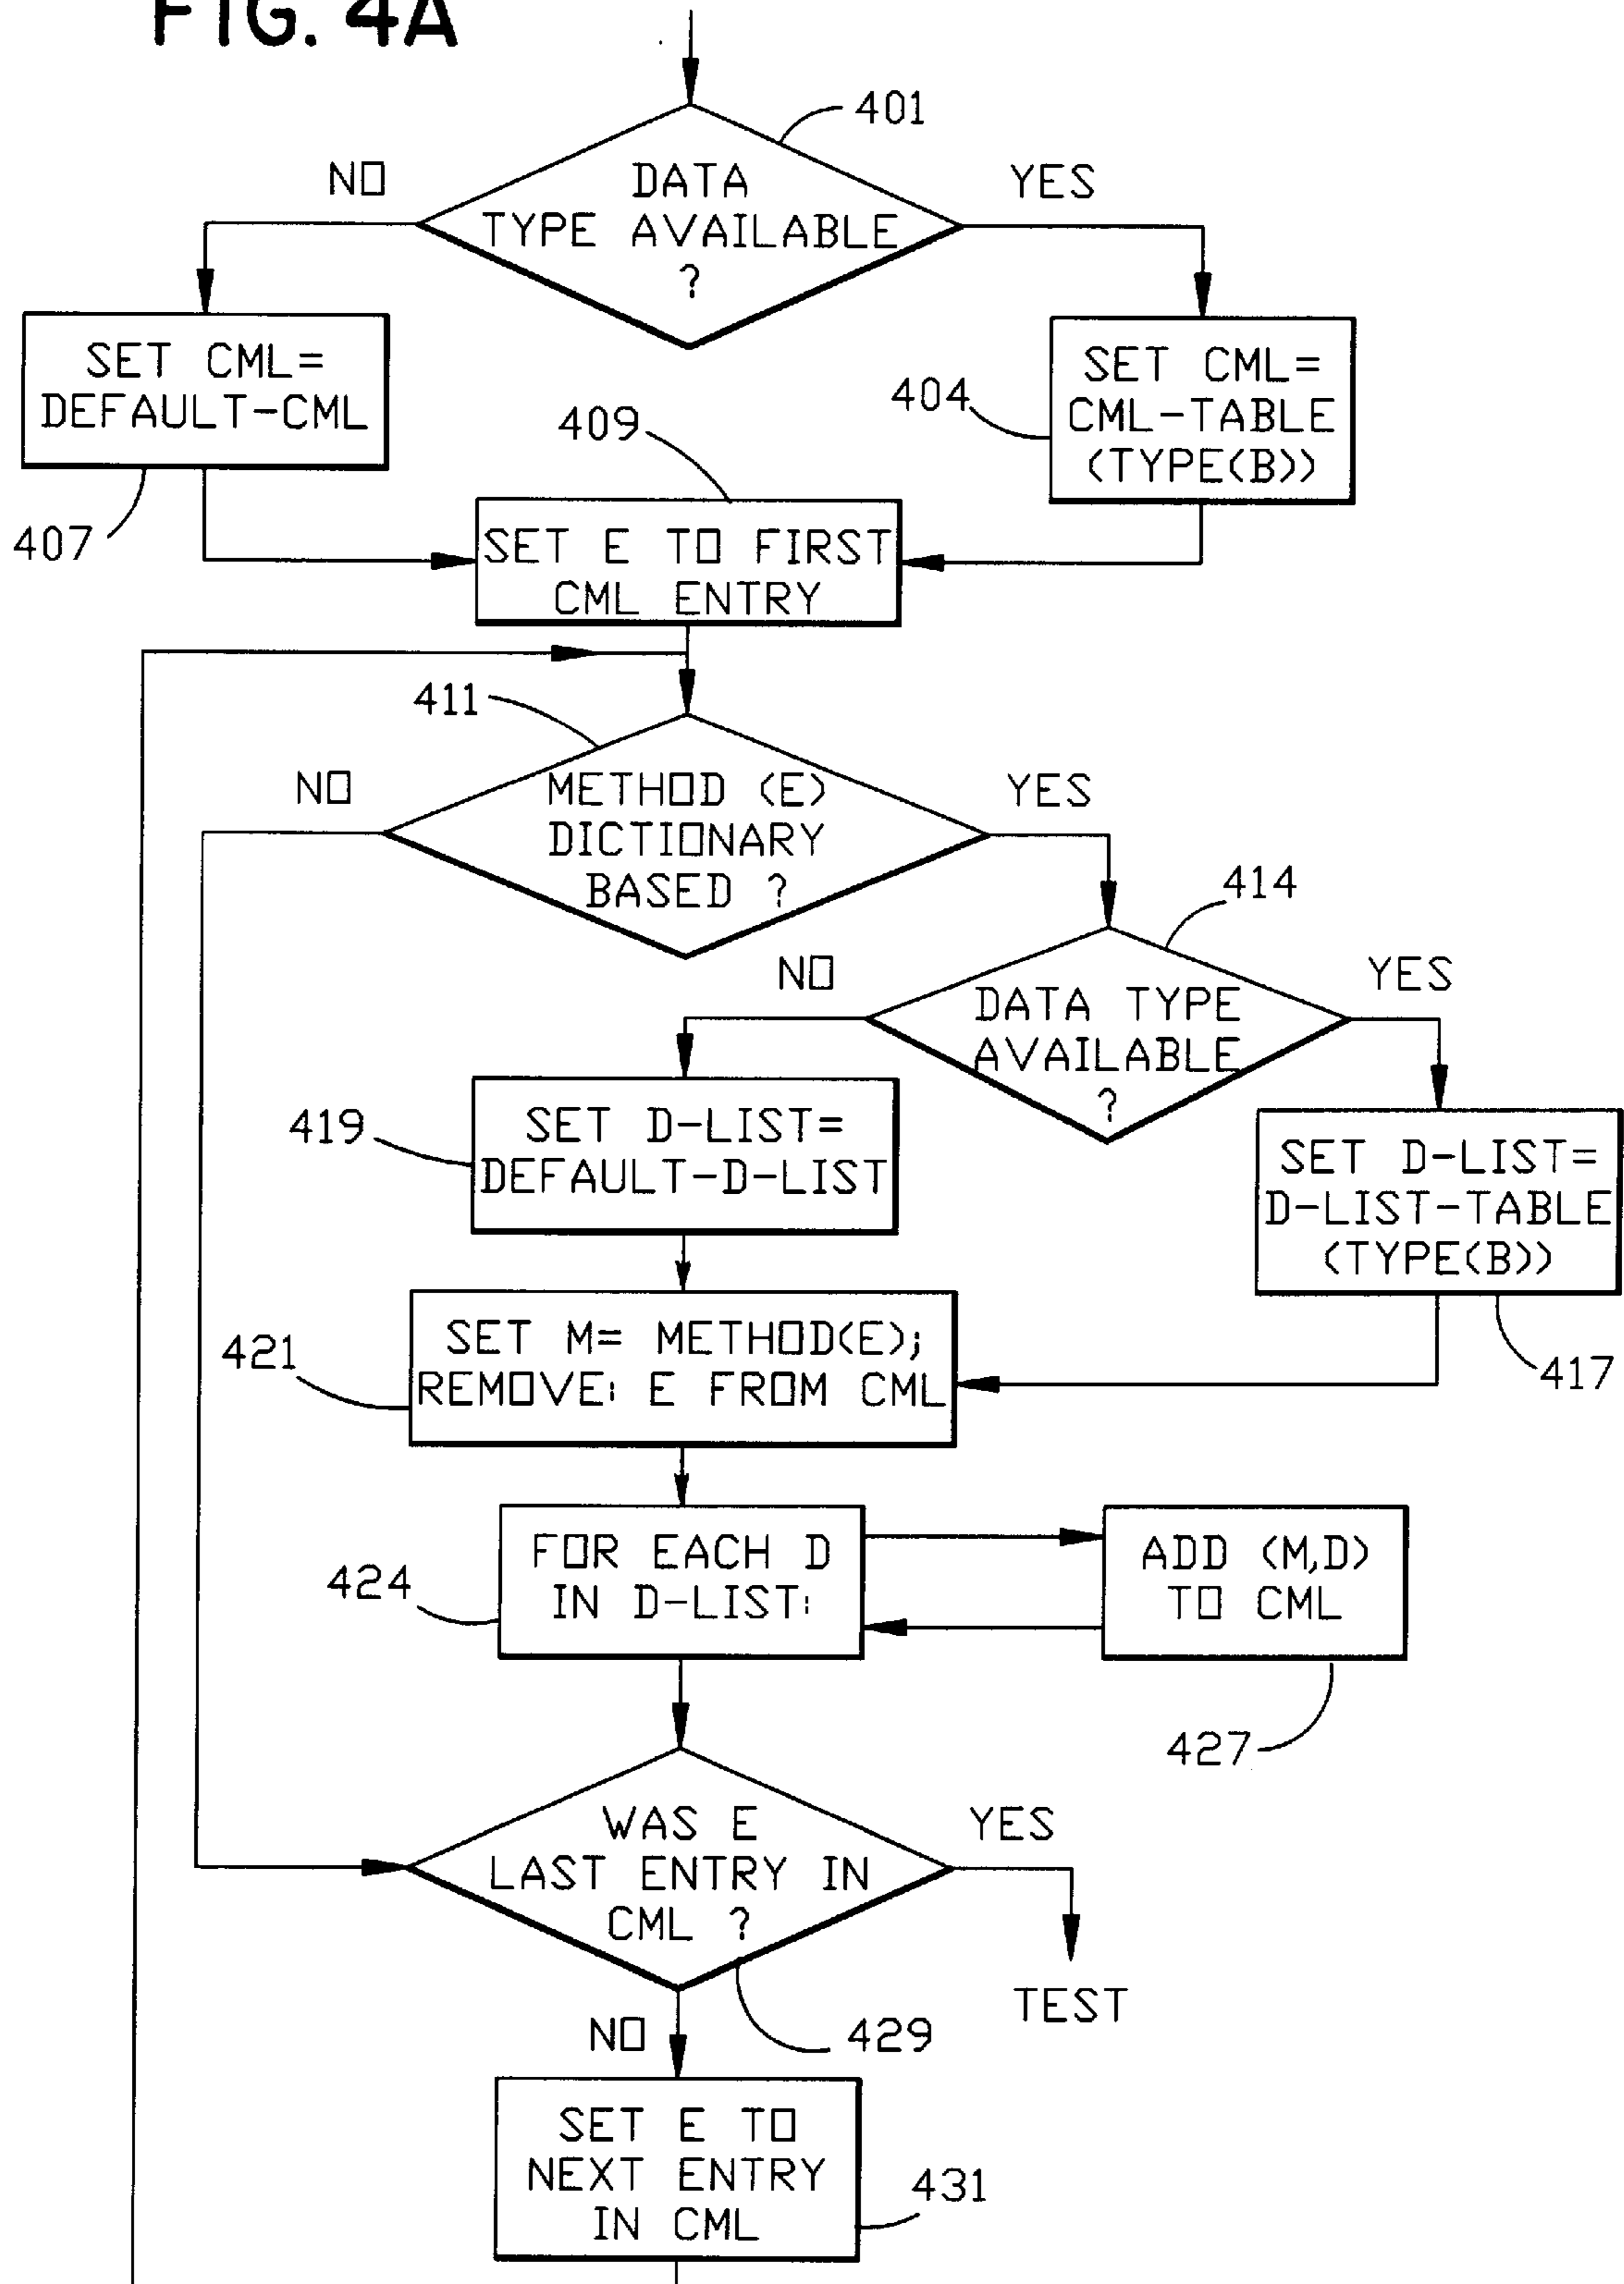 FIG. 4A
401
NO
YES
DATA
TYPE AVAILABLE
?
SET CML=
DEFAULT-CML
407
404
SET CML=
CML-TABLE
(TYPE(B))
409
SET E TO FIRST
CML ENTRY
411
NO
YES
METHOD (E)
DICTIONARY
BASED ?
414
NO
YES
DATA TYPE
AVAILABLE
?
419
SET D-LIST=
DEFAULT-D-LIST
SET D-LIST=
D-LIST-TABLE
(TYPE(B))
417
421
SET M= METHOD(E);
REMOVE: E FROM CML
424
FOR EACH D
IN D-LIST:
ADD (M,D)
TO CML
427
WAS E
LAST ENTRY IN
CML ?
YES
TEST
429
NO
SET E TO
NEXT ENTRY
IN CML
431